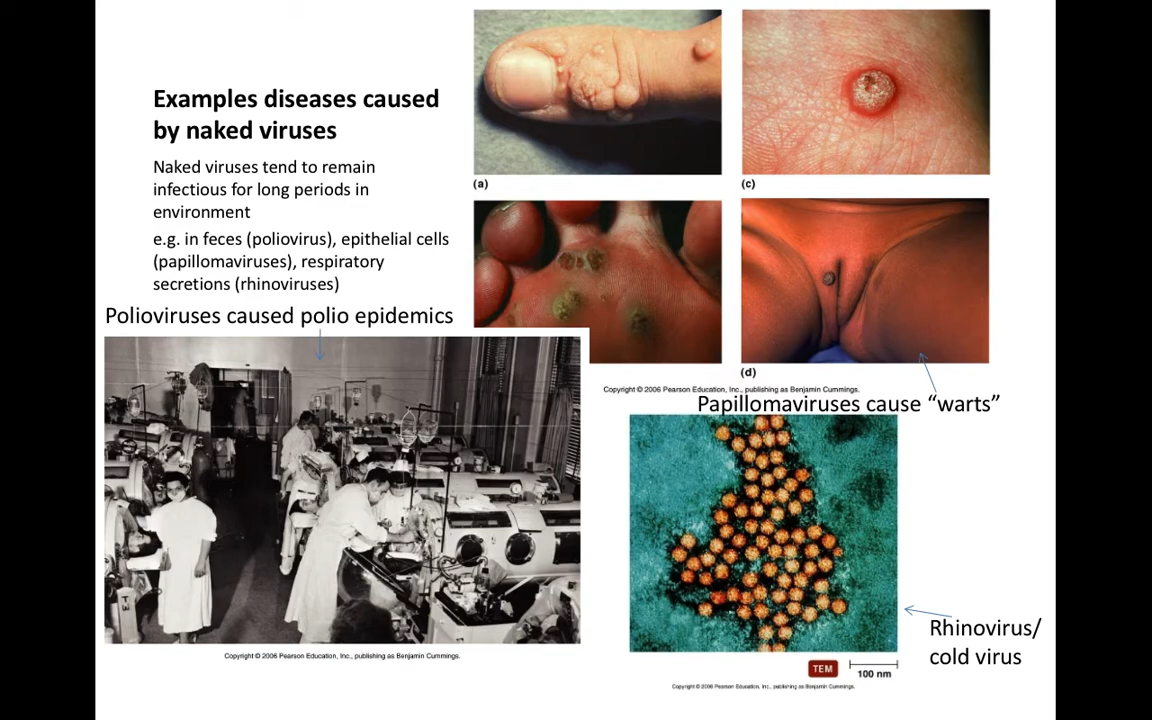 Examples diseases caused
by naked viruses
Naked viruses tend to remain
infectious for long periods in
environment
e.g. in feces (poliovirus), epithelial cells
(papillomaviruses), respiratory
secretions (rhinoviruses)
Polioviruses caused polio epidemics
Copyright © 2006 Pearson Education, Inc., publishing as Benjamin Cummings.
(a)
(c)
(d)
Copyright © 2006 Pearson Education, Inc., publishing as Benjamin Cummings.
Papillomaviruses cause “warts”
Rhinovirus/
cold virus
TEM
100 nm
Copyright © 2006 Pearson Education, Inc., publishing as Benjamin Cummings.